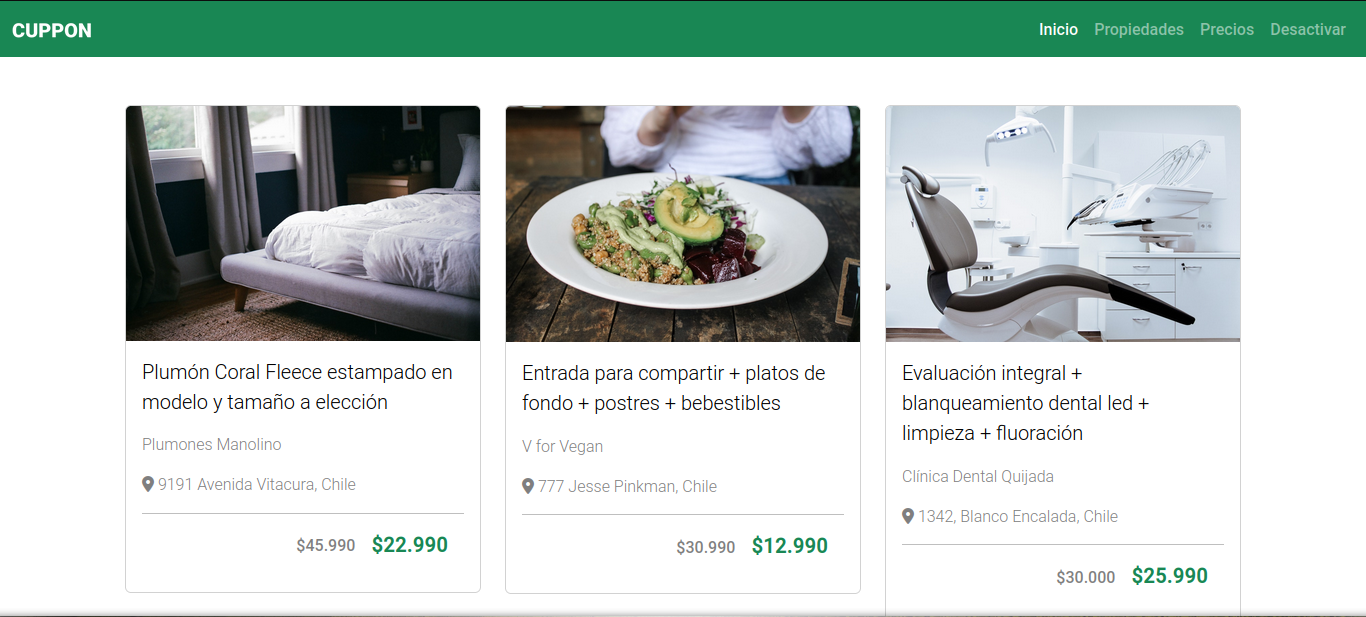 CUPPON
Inicio Propiedades Precios Desactivar
Plumón Coral Fleece estampado en
modelo y tamaño a elección
Plumones Manolino
9191 Avenida Vitacura, Chile
$45.990 $22.990
Entrada para compartir + platos de
fondo + postres + bebestibles
V for Vegan
777 Jesse Pinkman, Chile
$30.990 $12.990
Evaluación integral +
blanqueamiento dental led +
limpieza + fluoración
Clínica Dental Quijada
1342, Blanco Encalada, Chile
$30.000 $25.990